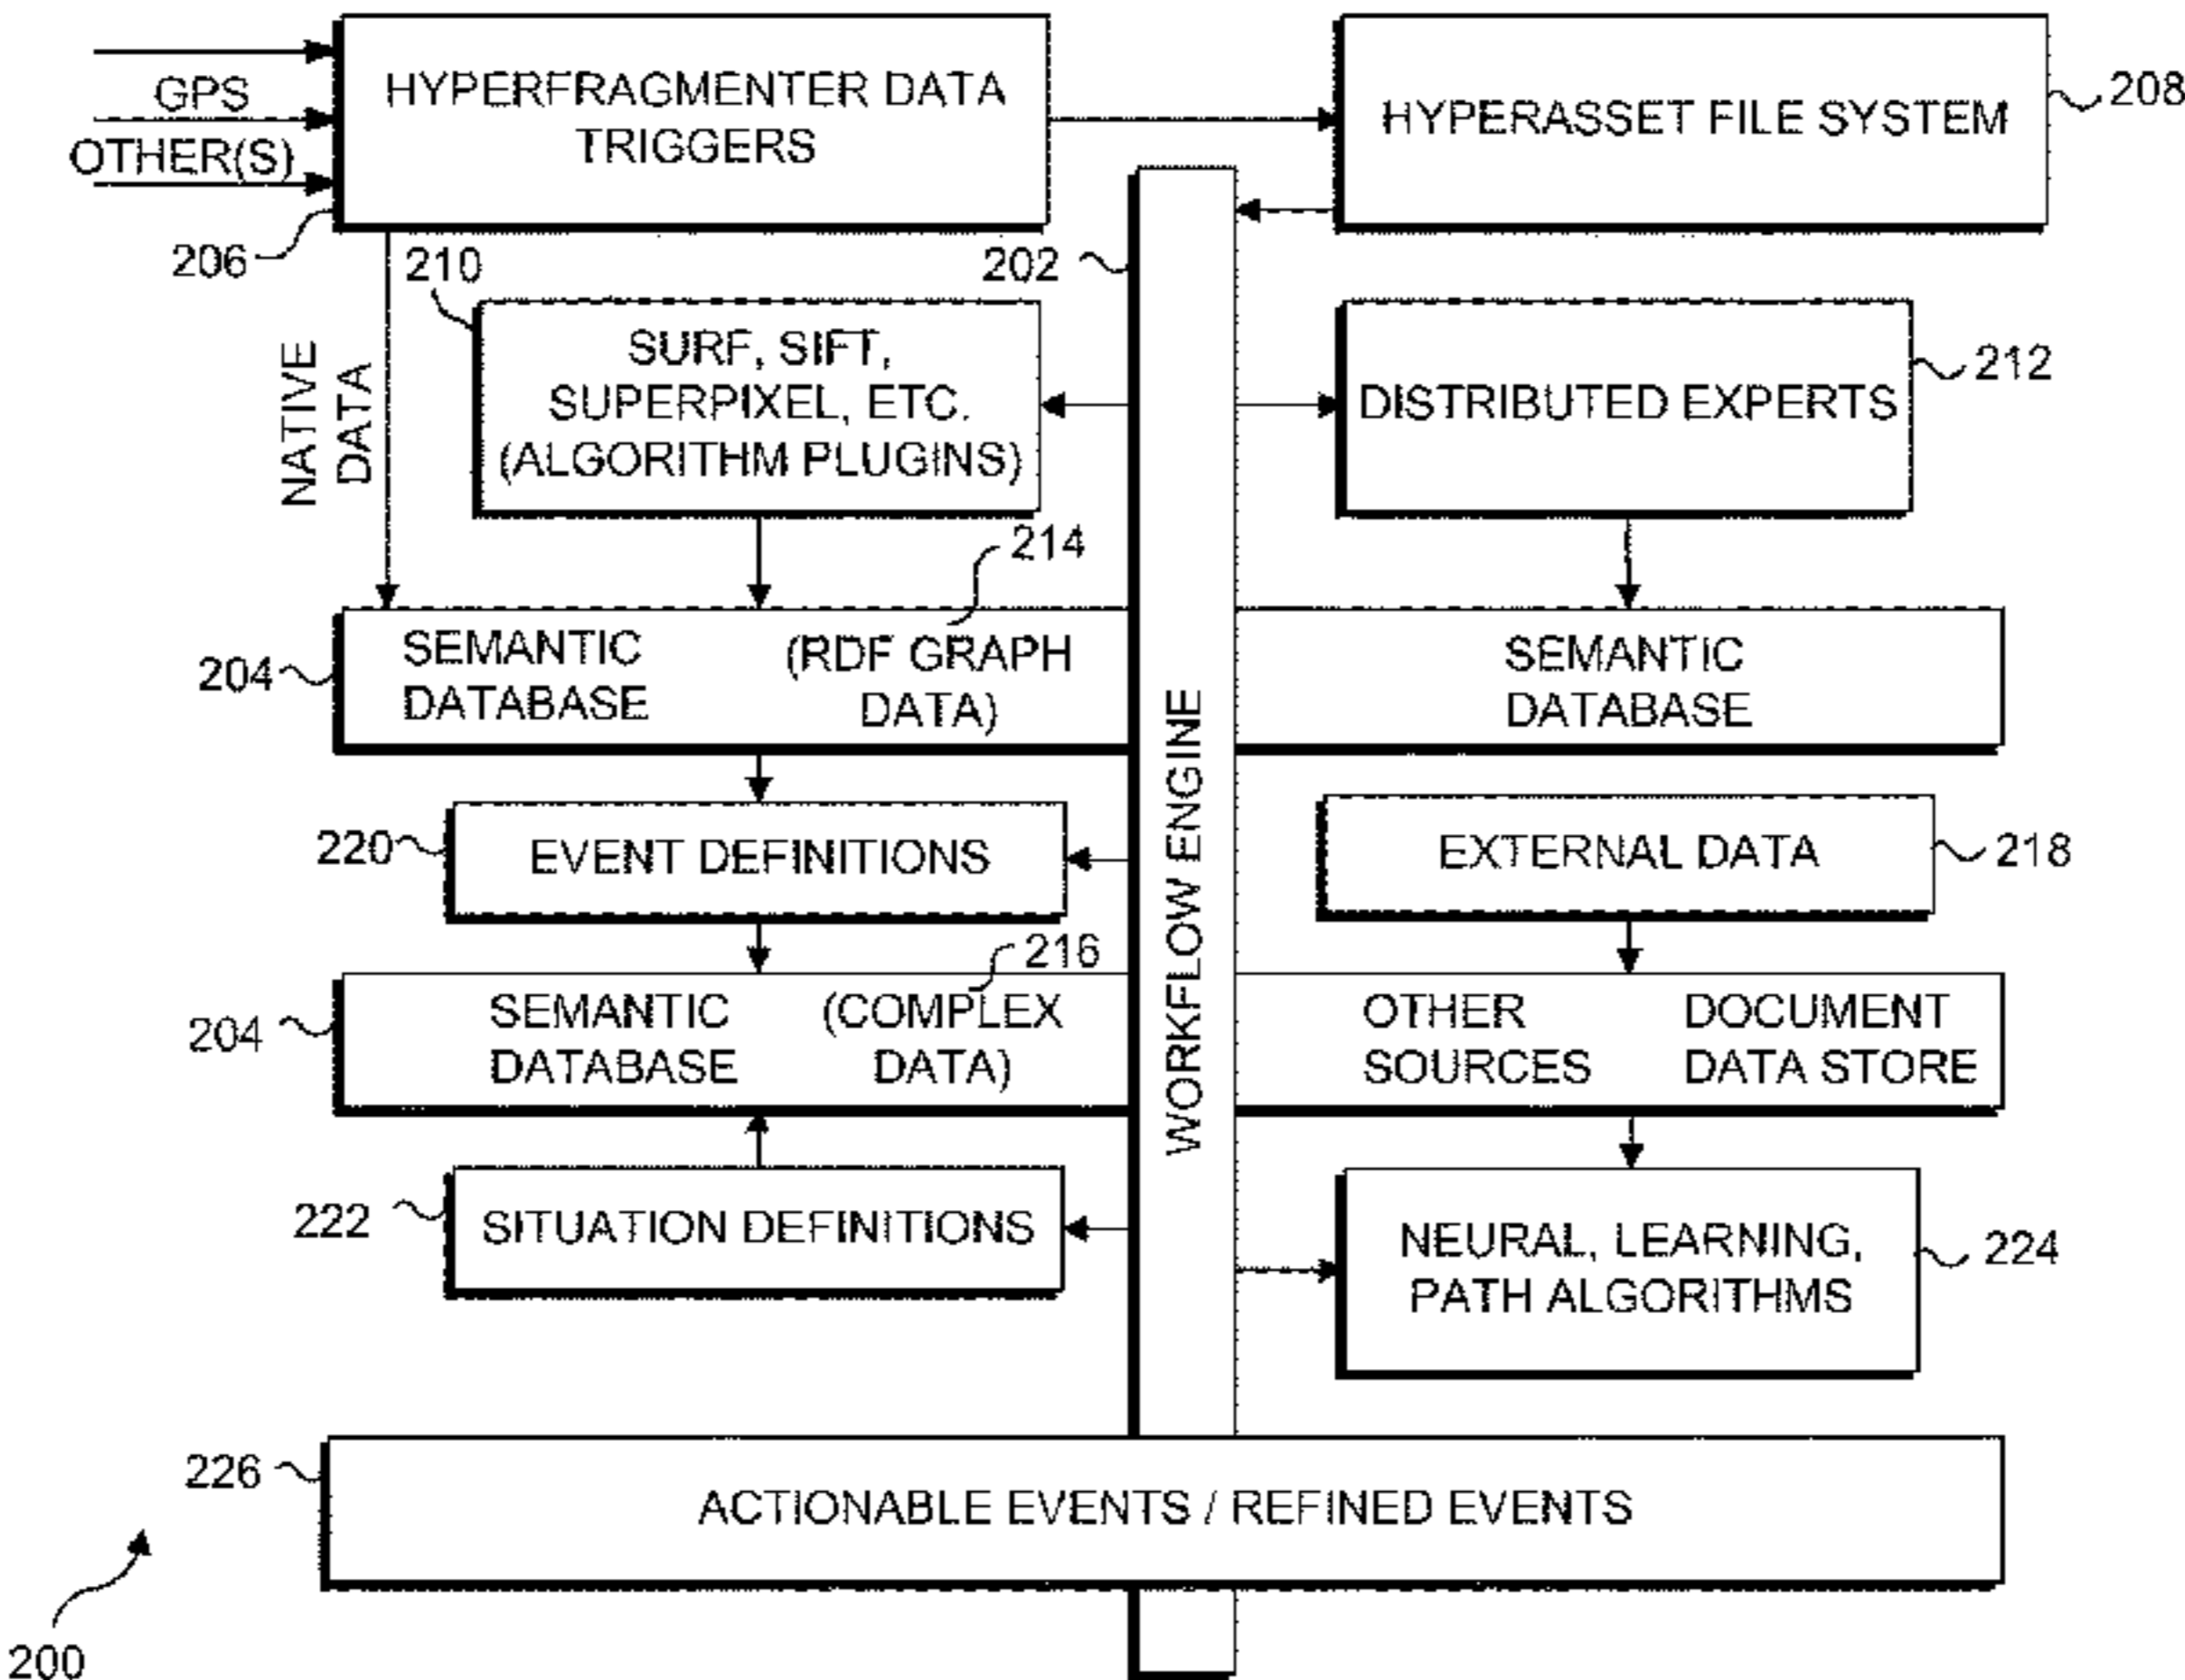 GPS
OTHER(S)
HYPERFRAGMENTER DATA
TRIGGERS
HYPERASSET FILE SYSTEM
208
206
210
202
NATIVE
DATA
SURF, SIFT,
SUPERPIXEL, ETC.
(ALGORITHM PLUGINS)
DISTRIBUTED EXPERTS
212
214
204
SEMANTIC
DATABASE
(RDF GRAPH
DATA)
SEMANTIC
DATABASE
WORKFLOW ENGINE
220
EVENT DEFINITIONS
EXTERNAL DATA
218
216
204
SEMANTIC
DATABASE
(COMPLEX
DATA)
OTHER
SOURCES
DOCUMENT
DATA STORE
222
SITUATION DEFINITIONS
NEURAL, LEARNING,
PATH ALGORITHMS
224
226
ACTIONABLE EVENTS / REFINED EVENTS
200